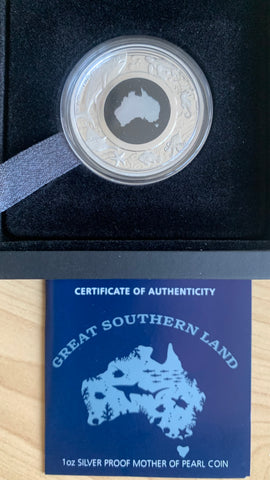 CERTIFICATE OF AUTHENTICITY
GREAT SOUTHERN LAND
1oz SILVER PROOF MOTHER OF PEARL COIN